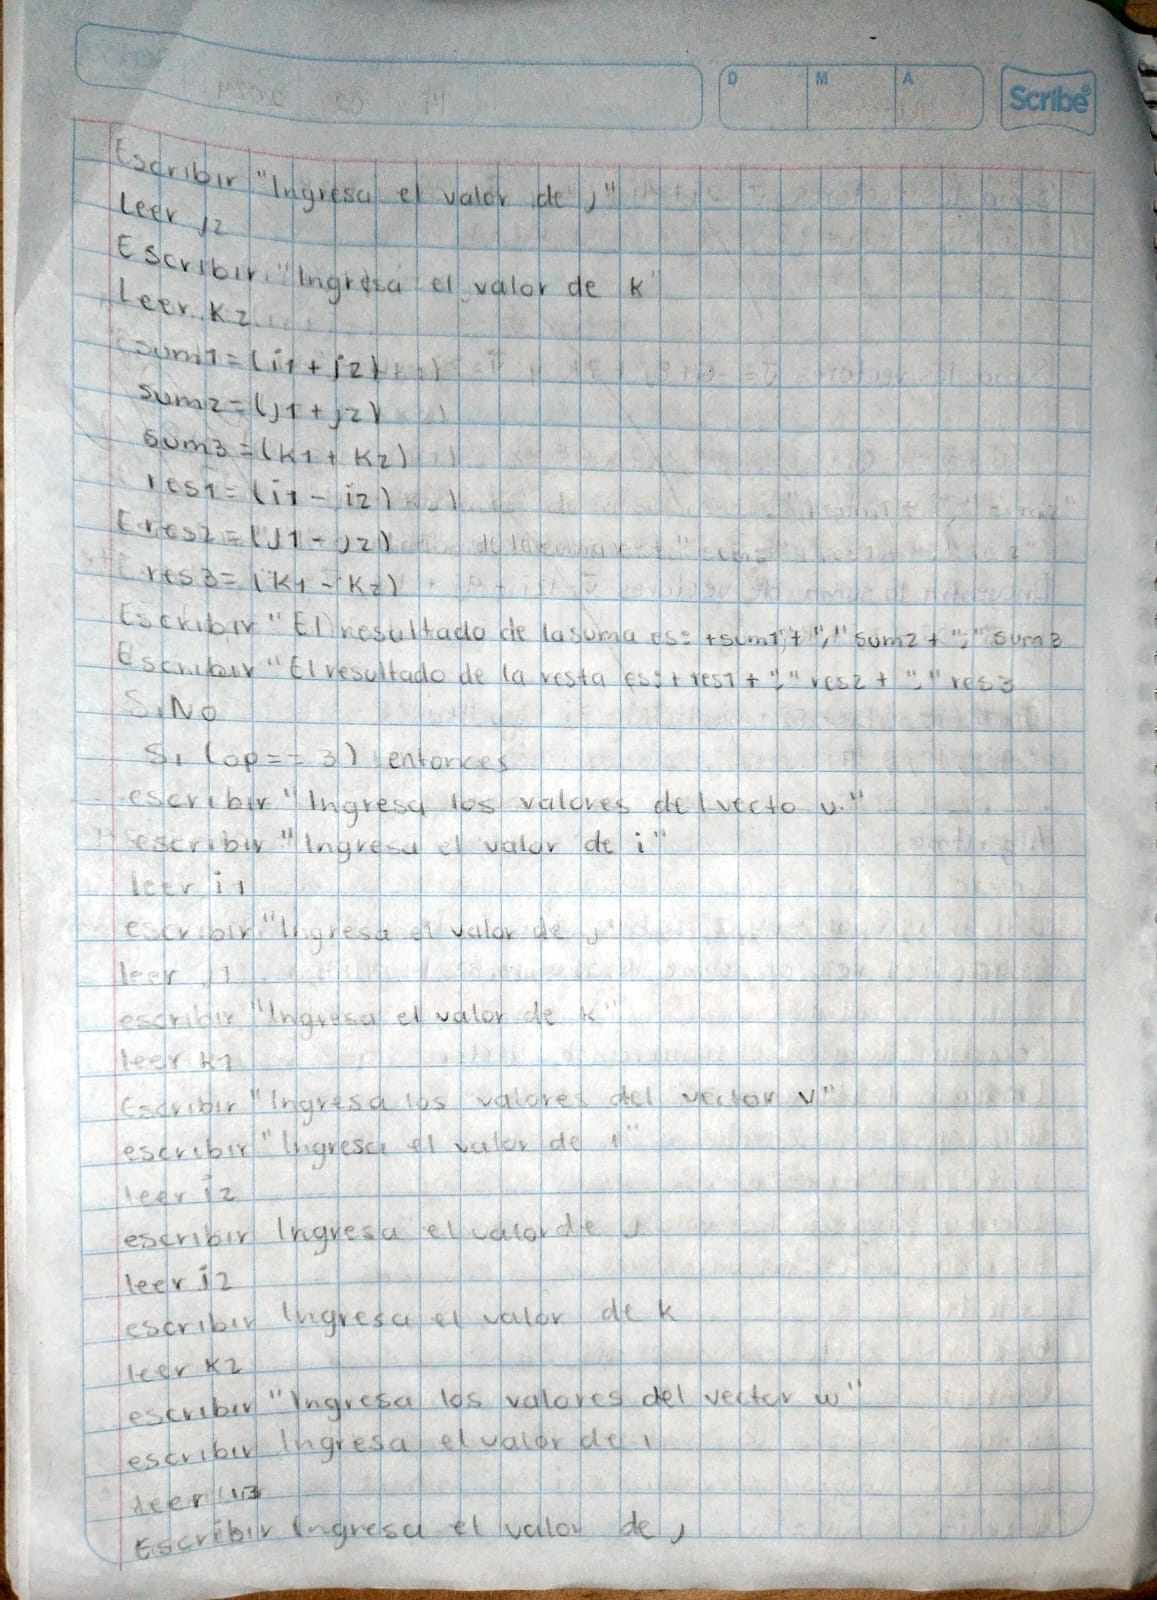 D M A
Scribe
Escribir "Ingresa el valor de j"
Leer j2
Escribir "Ingresa el valor de k"
Leer k2
sum1=(i1+j2)
sum2=(j1+j2)
sum3=(k1+k2)
res1=(i1-i2)
res2=(j1-j2)
res3=(k1-k2)
Escribir "El resultado de la suma es: +sum1+ "," sum2+ "," sum3
Escribir "El resultado de la resta es: + res1+ "," res2+ "," res3
SiNo
Si (op==3) entonces
escribir "Ingresa los valores del vecto u."
escribir "Ingresa el valor de i"
leer i1
escribir "Ingresa el valor de j"
leer j1
escribir "Ingresa el valor de k"
leer k1
Escribir "Ingresa los valores del vector v"
escribir "Ingresa el valor de i"
leer i2
escribir Ingresa el valor de j
leer j2
escribir Ingresa el valor de k
leer k2
escribir "Ingresa los valores del vector w"
escribir Ingresa el valor de i
leer i3
Escribir Ingresa el valor de j